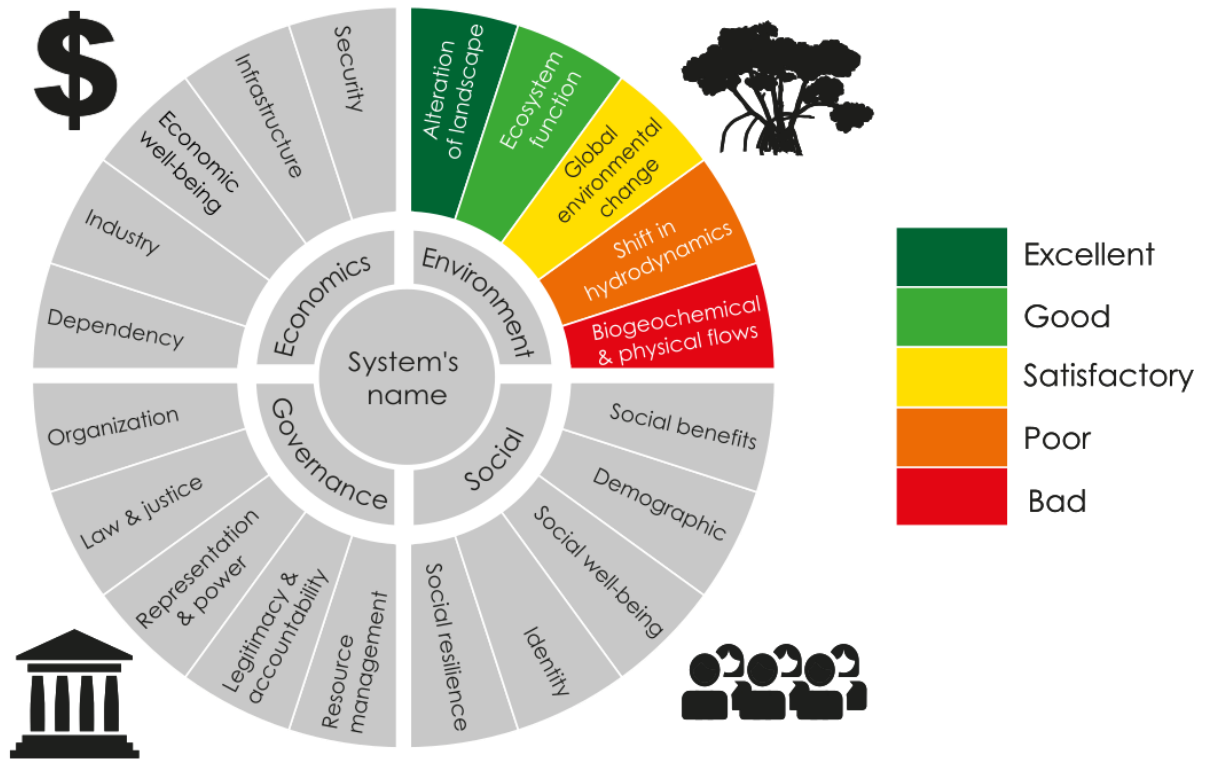 $
Security
Infrastructure
Economic
well-being
Industry
Dependency
Alteration
of landscape
Ecosystem
function
Global
environmental
change
Shift in
hydrodynamics
Biogeochemical
& physical flows
Economics
Environment
System's
name
Governance
Social
Organization
Law & justice
Representation
& power
Legitimacy &
accountability
Resource
management
Social benefits
Demographic
Social well-being
Identity
Social resilience
Excellent
Good
Satisfactory
Poor
Bad